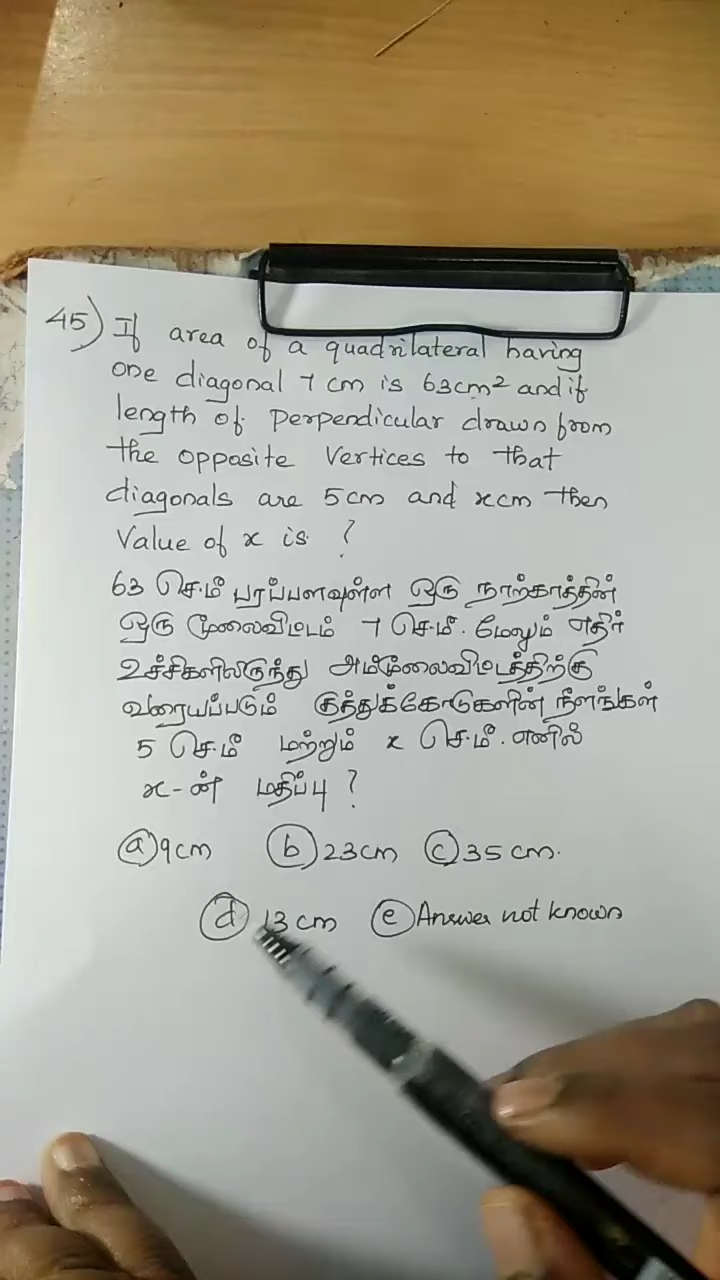 45) If area of a quadrilateral having
one diagonal 7 cm is 63cm² and if
length of perpendicular drawn from
the opposite vertices to that
diagonals are 5cm and xcm then
Value of x is ?
63 செ.மீ பரப்பளவுள்ள ஒரு நாற்காத்தின்
ஒரு மூலைவிட்டம் 7 செ.மீ. மேலும் எதிர்
உச்சிகளிலிருந்து அம்மூலைவிட்டத்திற்கு
வரையப்படும் குத்துக்கோடுகளின் நீளங்கள்
5 செ.மீ மற்றும் x செ.மீ. எனில்
x-ன் மதிப்பு ?
(a) 9cm (b) 23cm (c) 35 cm.
(d) 13 cm (e) Answer not known